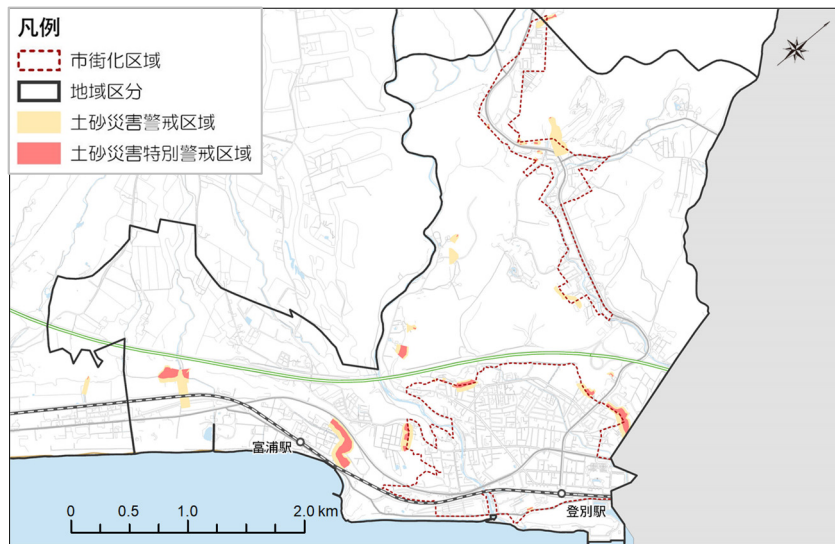 凡例
市街化区域
地域区分
土砂災害警戒区域
土砂災害特別警戒区域
富浦駅
登別駅
0 0.5 1.0 2.0 km